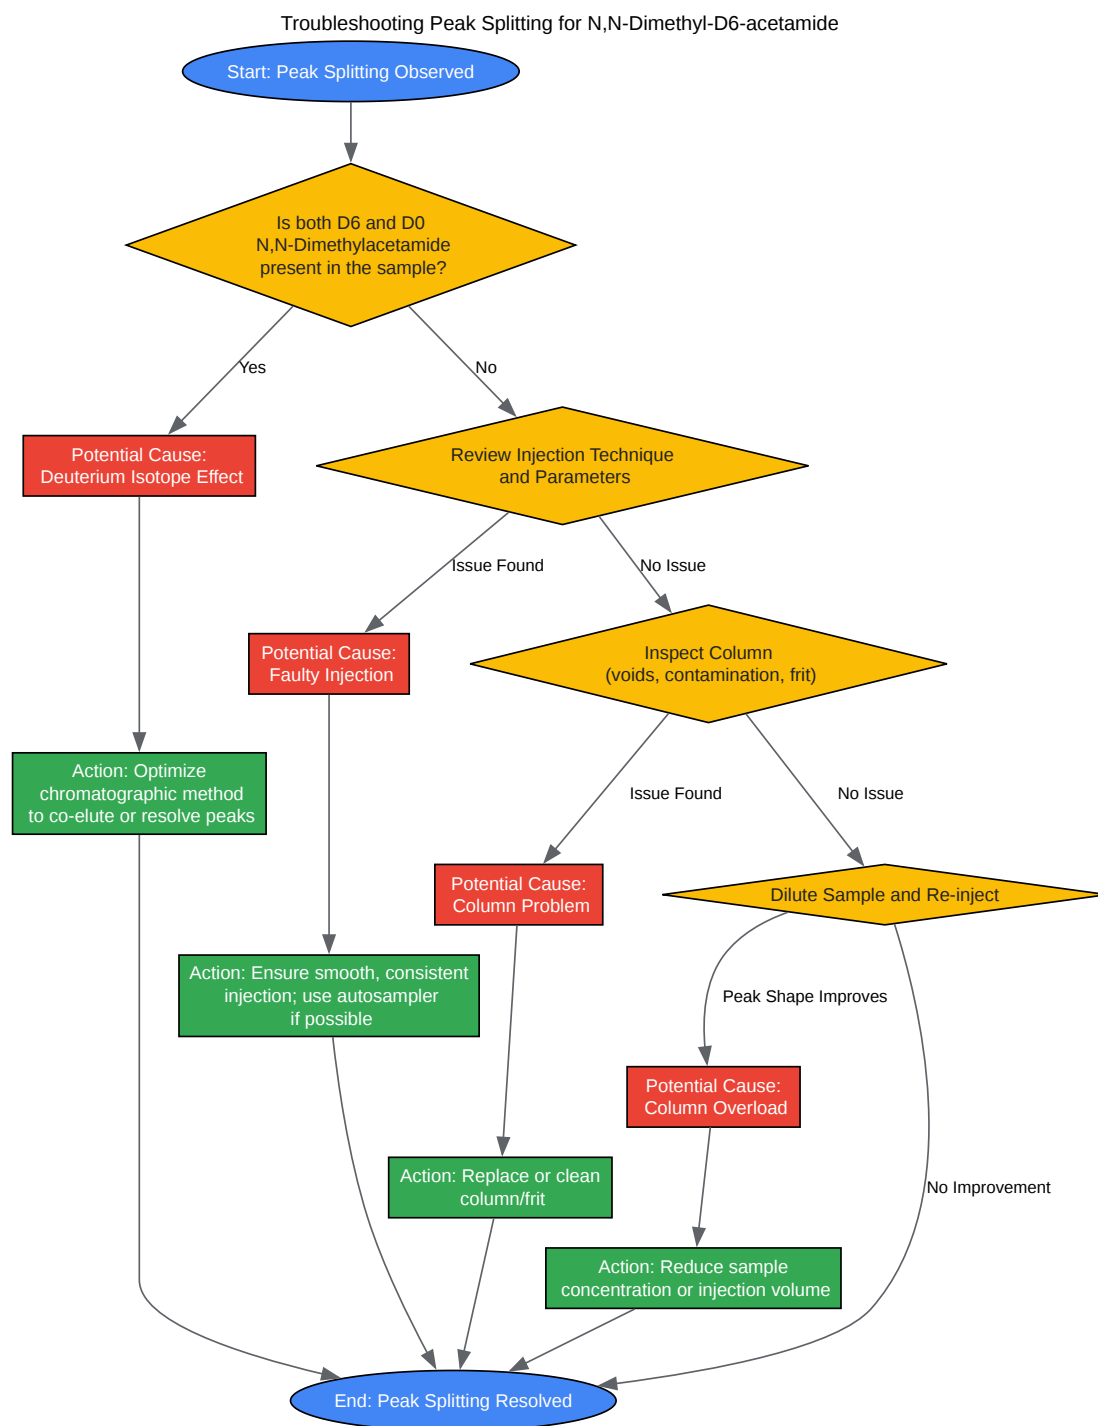 Troubleshooting Peak Splitting for N,N-Dimethyl-D6-acetamide
Start: Peak Splitting Observed
Is both D6 and D0
N,N-Dimethylacetamide
present in the sample?
Yes
No
Potential Cause:
Deuterium Isotope Effect
Review Injection Technique
and Parameters
Issue Found
No Issue
Potential Cause:
Faulty Injection
Inspect Column
(voids, contamination, frit)
Action: Optimize
chromatographic method
to co-elute or resolve peaks
Issue Found
No Issue
Potential Cause:
Column Problem
Dilute Sample and Re-inject
Action: Ensure smooth, consistent
injection; use autosampler
if possible
Peak Shape Improves
Potential Cause:
Column Overload
Action: Replace or clean
column/frit
No Improvement
Action: Reduce sample
concentration or injection volume
End: Peak Splitting Resolved